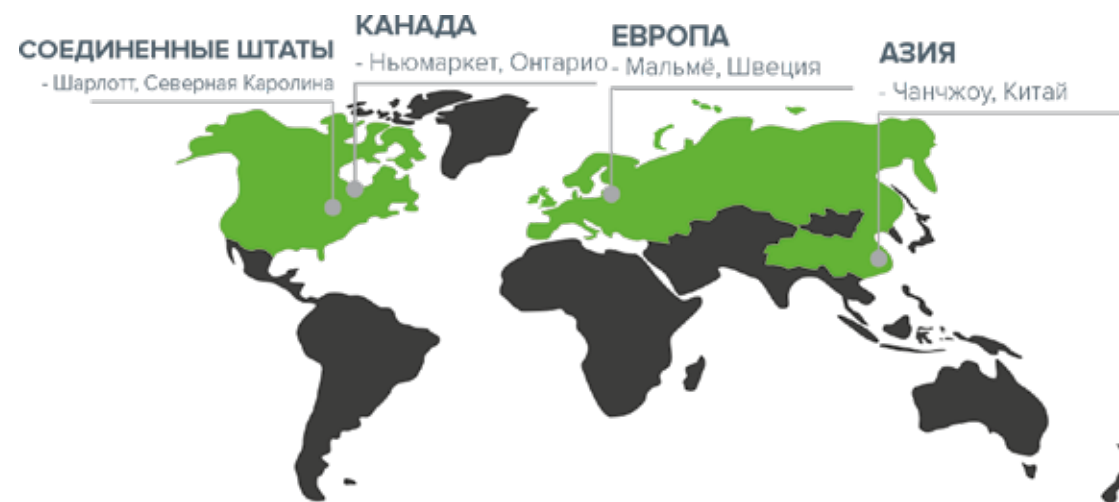 СОЕДИНЕННЫЕ ШТАТЫ
- Шарлотт, Северная Каролина
КАНАДА
- Ньюмаркет, Онтарио
ЕВРОПА
- Мальмё, Швеция
АЗИЯ
- Чанчжоу, Китай